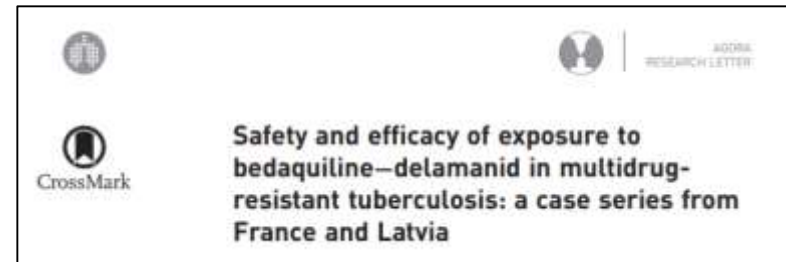 AGORA
RESEARCH LETTER
CrossMark
Safety and efficacy of exposure to
bedaquiline–delamanid in multidrug-
resistant tuberculosis: a case series from
France and Latvia